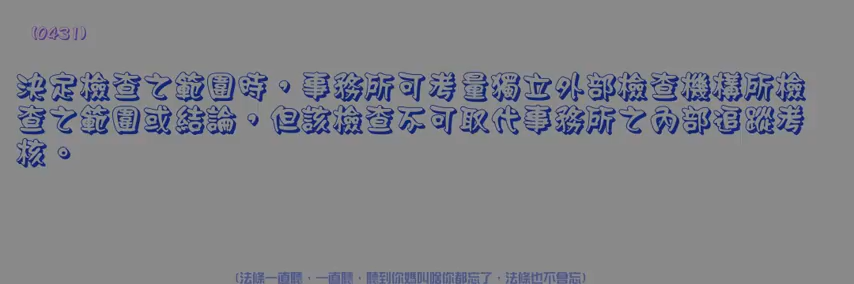 (0431)
決定檢查之範圍時，事務所可考量獨立外部檢查機構所檢
查之範圍或結論，但該檢查不可取代事務所之內部追蹤考
核。
(法條一直聽，一直聽，聽到你媽叫啥你都忘了，法條也不會忘)